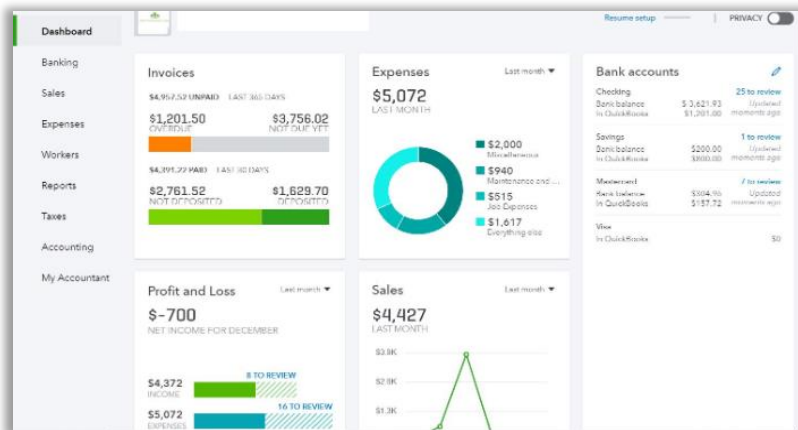 Dashboard
Banking
Sales
Expenses
Workers
Reports
Taxes
Accounting
My Accountant
Resume setup
PRIVACY
Invoices
$4,957.52 UNPAID LAST 365 DAYS
$1,201.50 $3,756.02
OVERDUE NOT DUE YET
$4,391.22 PAID LAST 30 DAYS
$2,761.52 $1,629.70
NOT DEPOSITED DEPOSITED
Expenses Last month
$5,072
LAST MONTH
$2,000
Miscellaneous
$940
Maintenance and ...
$515
Job Expenses
$1,617
Everything else
Bank accounts
Checking 25 to review
Bank balance $3,621.93 Updated
In QuickBooks $1,201.00 moments ago
Savings 1 to review
Bank balance $200.00 Updated
In QuickBooks $800.00 moments ago
Mastercard 7 to review
Bank balance $304.96 Updated
In QuickBooks $157.72 moments ago
Visa
In QuickBooks $0
Profit and Loss Last month
$-700
NET INCOME FOR DECEMBER
8 TO REVIEW
$4,372
INCOME
16 TO REVIEW
$5,072
EXPENSES
Sales Last month
$4,427
LAST MONTH
$1.3K